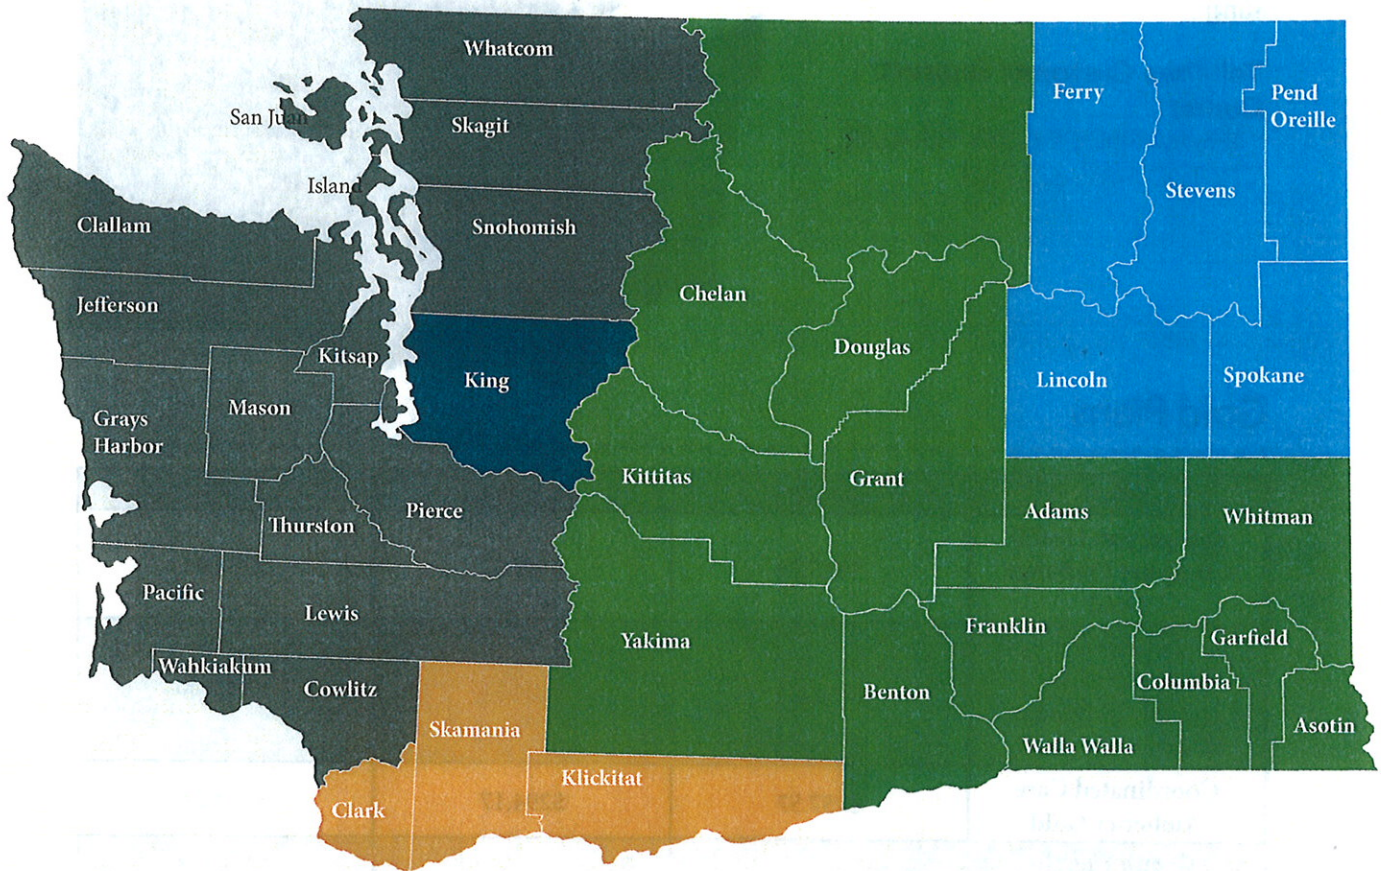 Whatcom
San Juan
Skagit
Island
Clallam
Snohomish
Jefferson
Kitsap
King
Grays
Harbor
Mason
Thurston
Pierce
Pacific
Lewis
Wahkiakum
Cowlitz
Skamania
Clark
Klickitat
Chelan
Douglas
Kittitas
Grant
Yakima
Benton
Ferry
Stevens
Pend
Oreille
Lincoln
Spokane
Adams
Whitman
Franklin
Garfield
Columbia
Walla Walla
Asotin